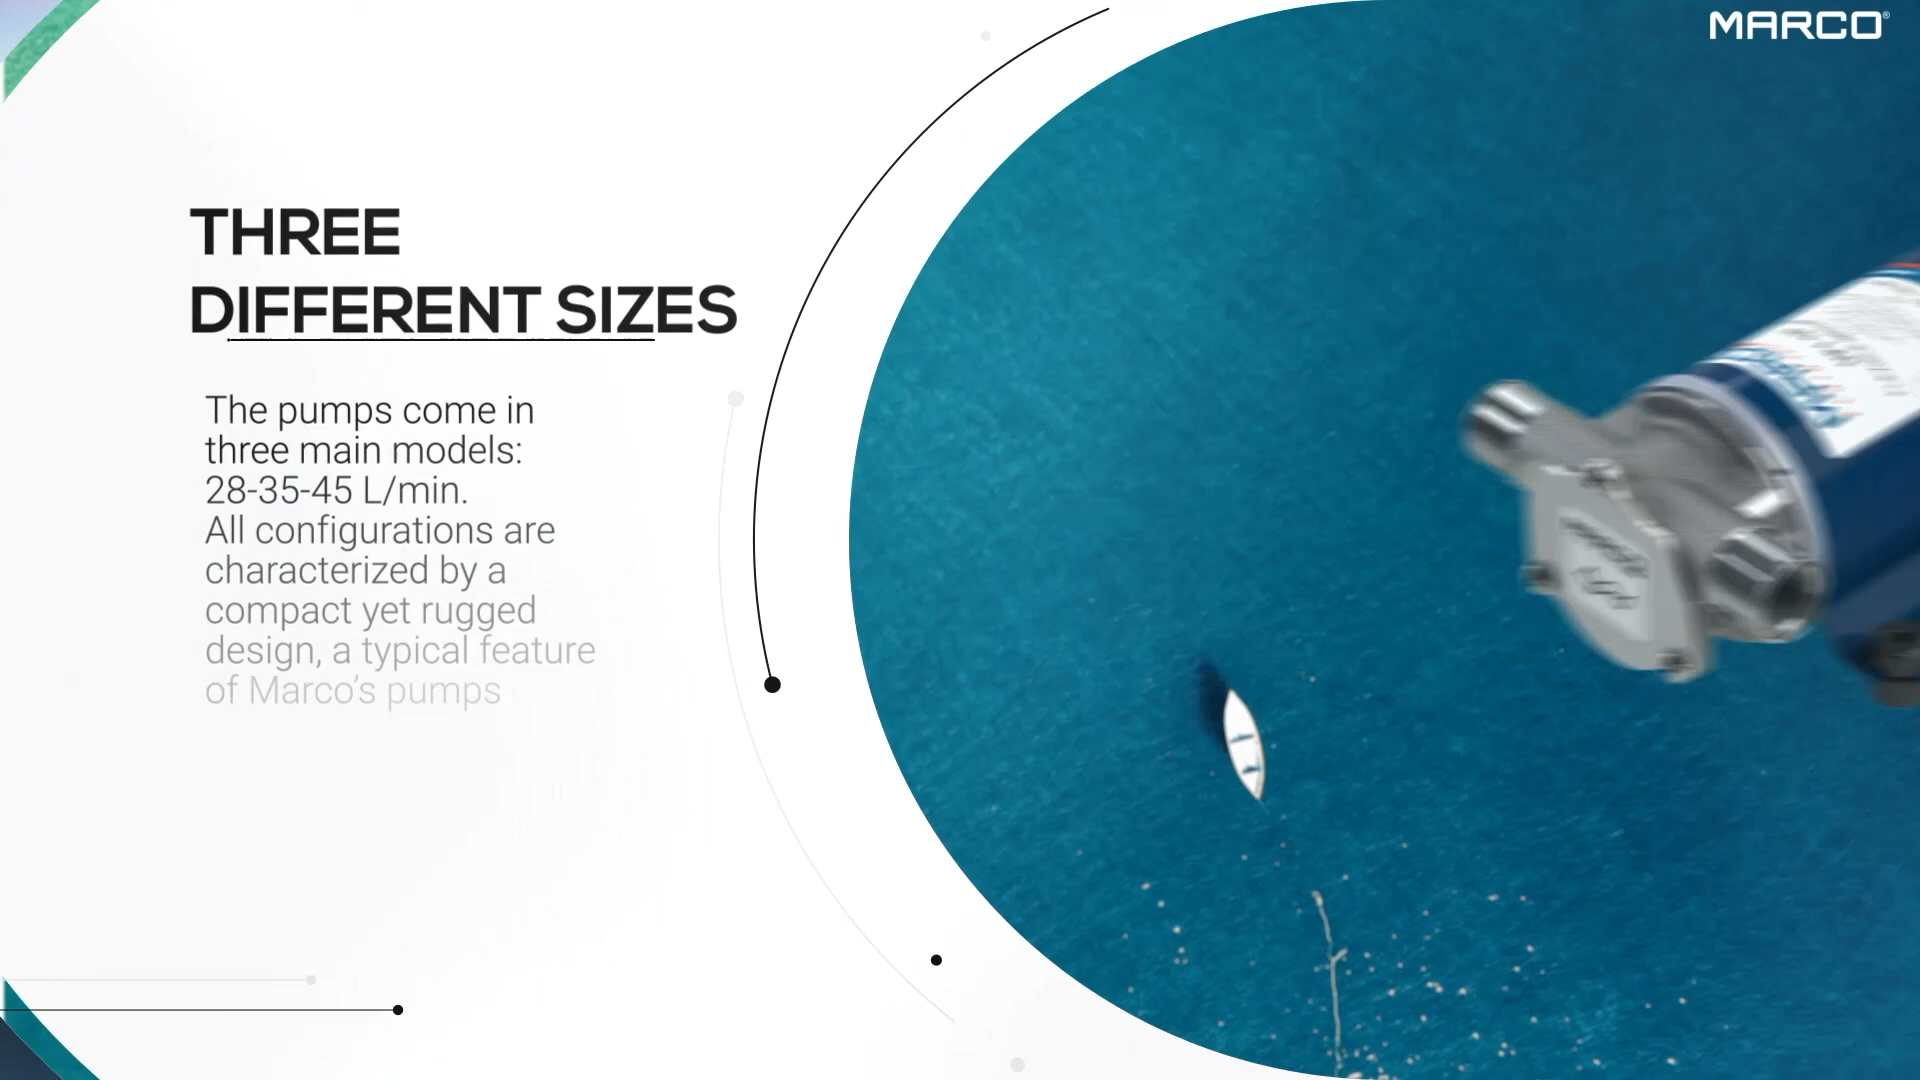 MARCO®
THREE
DIFFERENT SIZES
The pumps come in
three main models:
28-35-45 L/min.
All configurations are
characterized by a
compact yet rugged
design, a typical feature
of Marco’s pumps